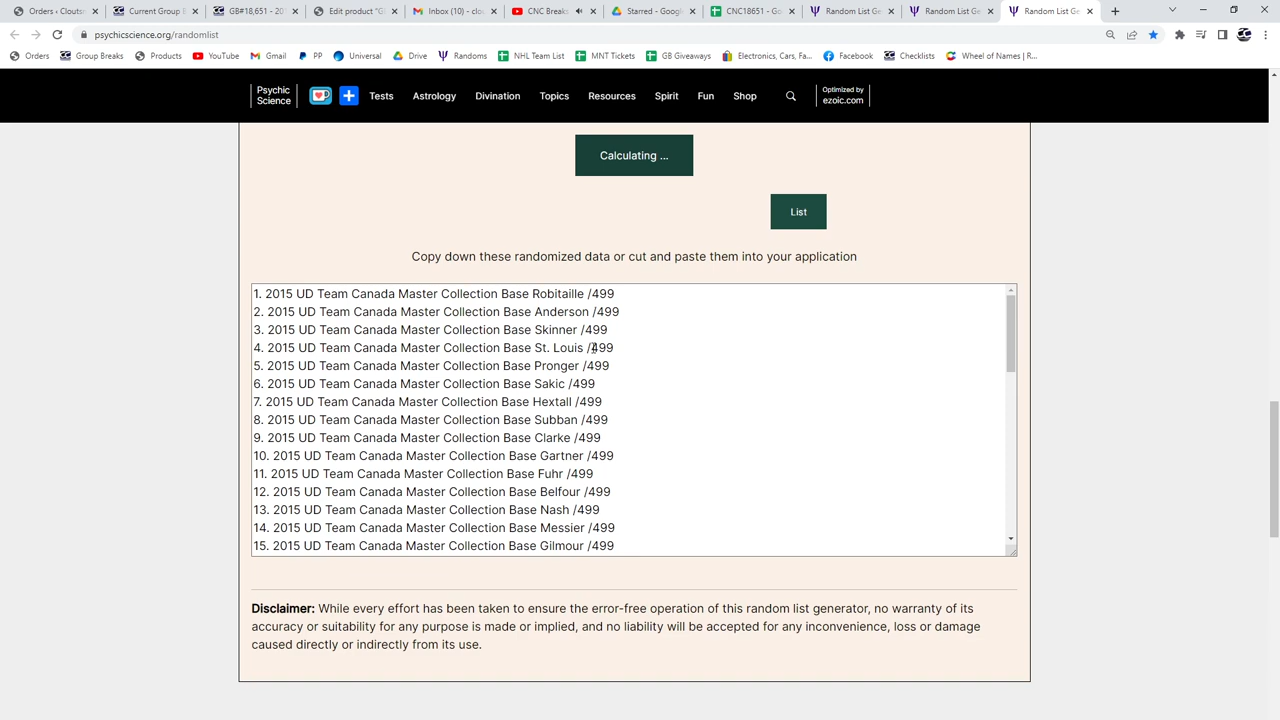 Orders ‹ Cloutsn
Current Group B
GB#18,651 - 201
Edit product "G
Inbox (10) - clou
CNC Breaks
Starred - Google
CNC18651 - Go
Random List Ge
Random List Ge
Random List Ge
psychicscience.org/randomlist
Orders
Group Breaks
Products
YouTube
Gmail
PP
Universal
Drive
Randoms
NHL Team List
MNT Tickets
GB Giveaways
Electronics, Cars, Fa...
Facebook
Checklists
Wheel of Names | R...
Psychic
Science
Tests
Astrology
Divination
Topics
Resources
Spirit
Fun
Shop
Optimized by
ezoic.com
Calculating ...
List
Copy down these randomized data or cut and paste them into your application
1. 2015 UD Team Canada Master Collection Base Robitaille /499
2. 2015 UD Team Canada Master Collection Base Anderson /499
3. 2015 UD Team Canada Master Collection Base Skinner /499
4. 2015 UD Team Canada Master Collection Base St. Louis /499
5. 2015 UD Team Canada Master Collection Base Pronger /499
6. 2015 UD Team Canada Master Collection Base Sakic /499
7. 2015 UD Team Canada Master Collection Base Hextall /499
8. 2015 UD Team Canada Master Collection Base Subban /499
9. 2015 UD Team Canada Master Collection Base Clarke /499
10. 2015 UD Team Canada Master Collection Base Gartner /499
11. 2015 UD Team Canada Master Collection Base Fuhr /499
12. 2015 UD Team Canada Master Collection Base Belfour /499
13. 2015 UD Team Canada Master Collection Base Nash /499
14. 2015 UD Team Canada Master Collection Base Messier /499
15. 2015 UD Team Canada Master Collection Base Gilmour /499
Disclaimer: While every effort has been taken to ensure the error-free operation of this random list generator, no warranty of its
accuracy or suitability for any purpose is made or implied, and no liability will be accepted for any inconvenience, loss or damage
caused directly or indirectly from its use.